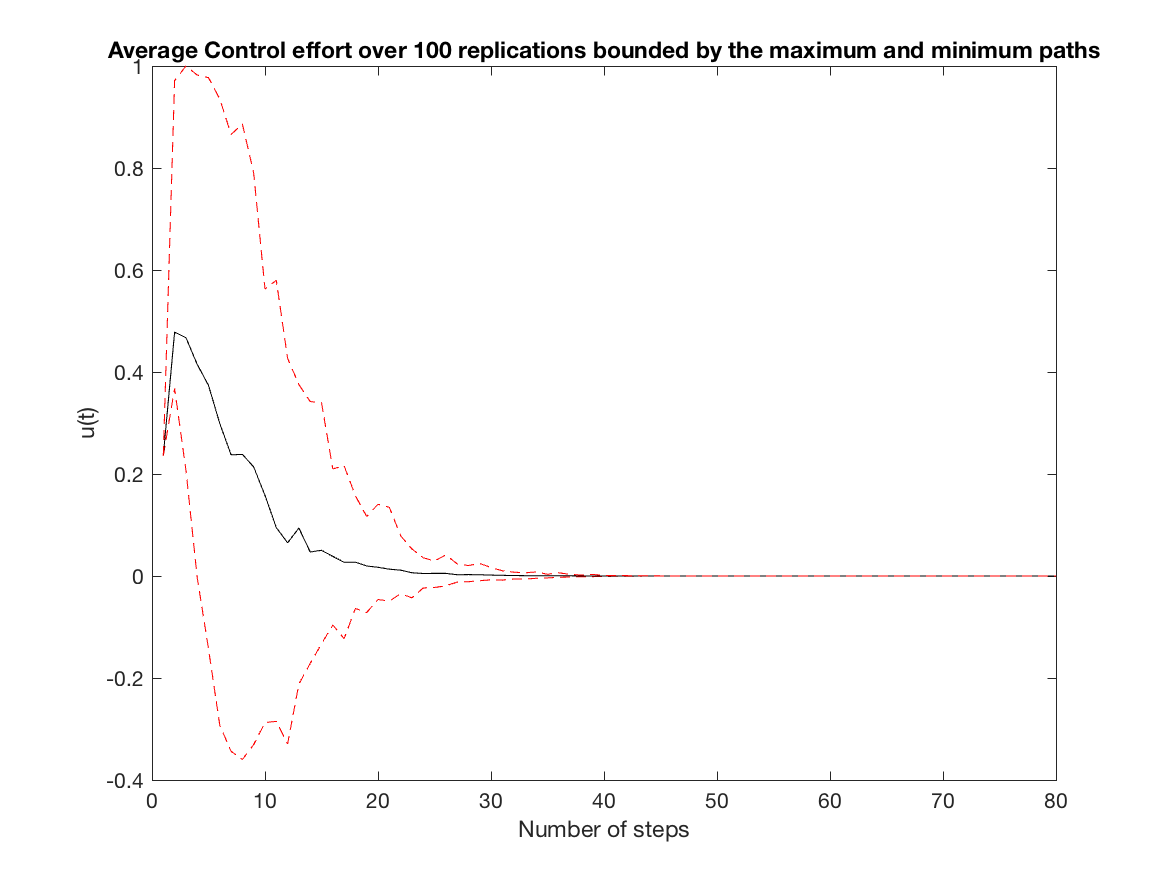 Average Control effort over 100 replications bounded by the maximum and minimum paths
1
0.8
0.6
0.4
0.2
0
-0.2
-0.4
u(t)
0 10 20 30 40 50 60 70 80
Number of steps